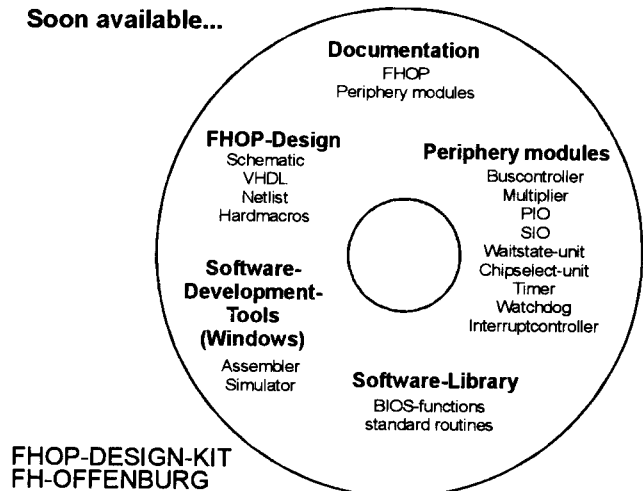 Soon available...
Documentation
FHOP
Periphery modules
FHOP-Design
Schematic
VHDL
Netlist
Hardmacros
Periphery modules
Buscontroller
Multiplier
PIO
SIO
Waitstate-unit
Chipselect-unit
Timer
Watchdog
Interruptcontroller
Software-
Development-
Tools
(Windows)
Assembler
Simulator
Software-Library
BIOS-functions
standard routines
FHOP-DESIGN-KIT
FH-OFFENBURG